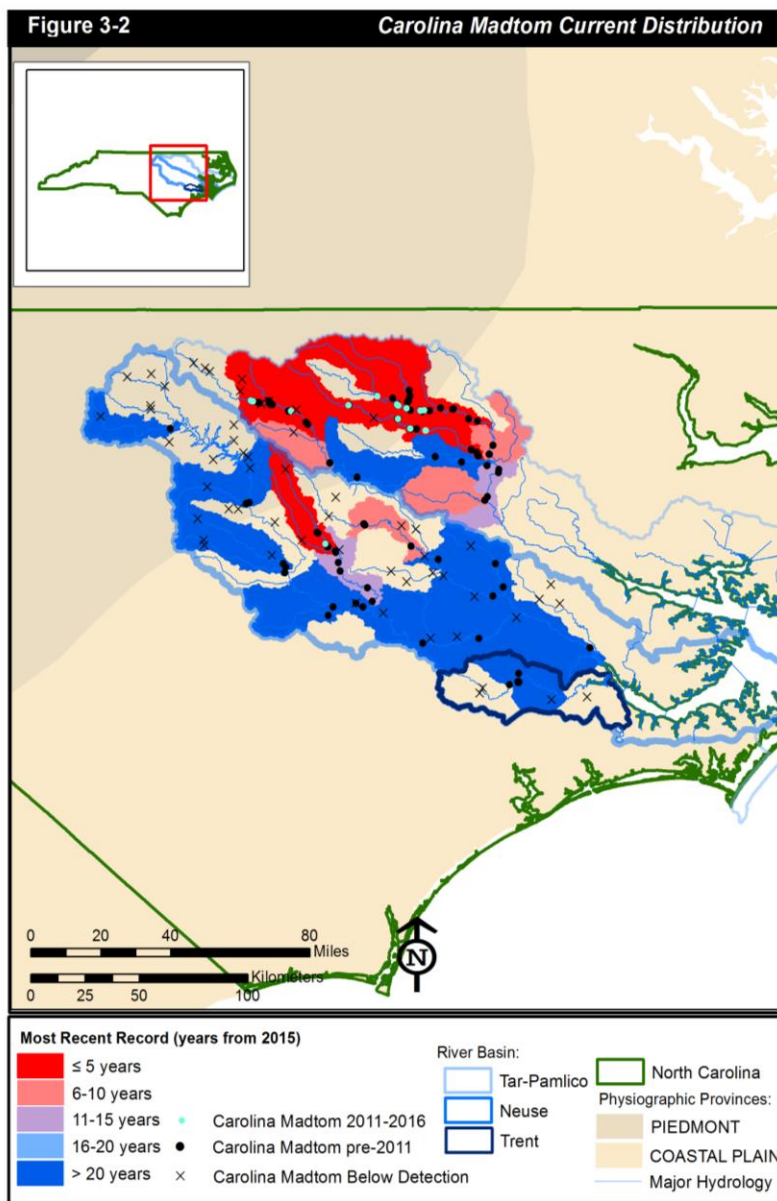 Figure 3-2 Carolina Madtom Current Distribution
0 20 40 80
Miles
Kilometers
0 25 50 100
N
Most Recent Record (years from 2015)
≤ 5 years
6-10 years
11-15 years
16-20 years
> 20 years
Carolina Madtom 2011-2016
Carolina Madtom pre-2011
Carolina Madtom Below Detection
River Basin:
Tar-Pamlico
Neuse
Trent
North Carolina
Physiographic Provinces:
PIEDMONT
COASTAL PLAIN
Major Hydrology